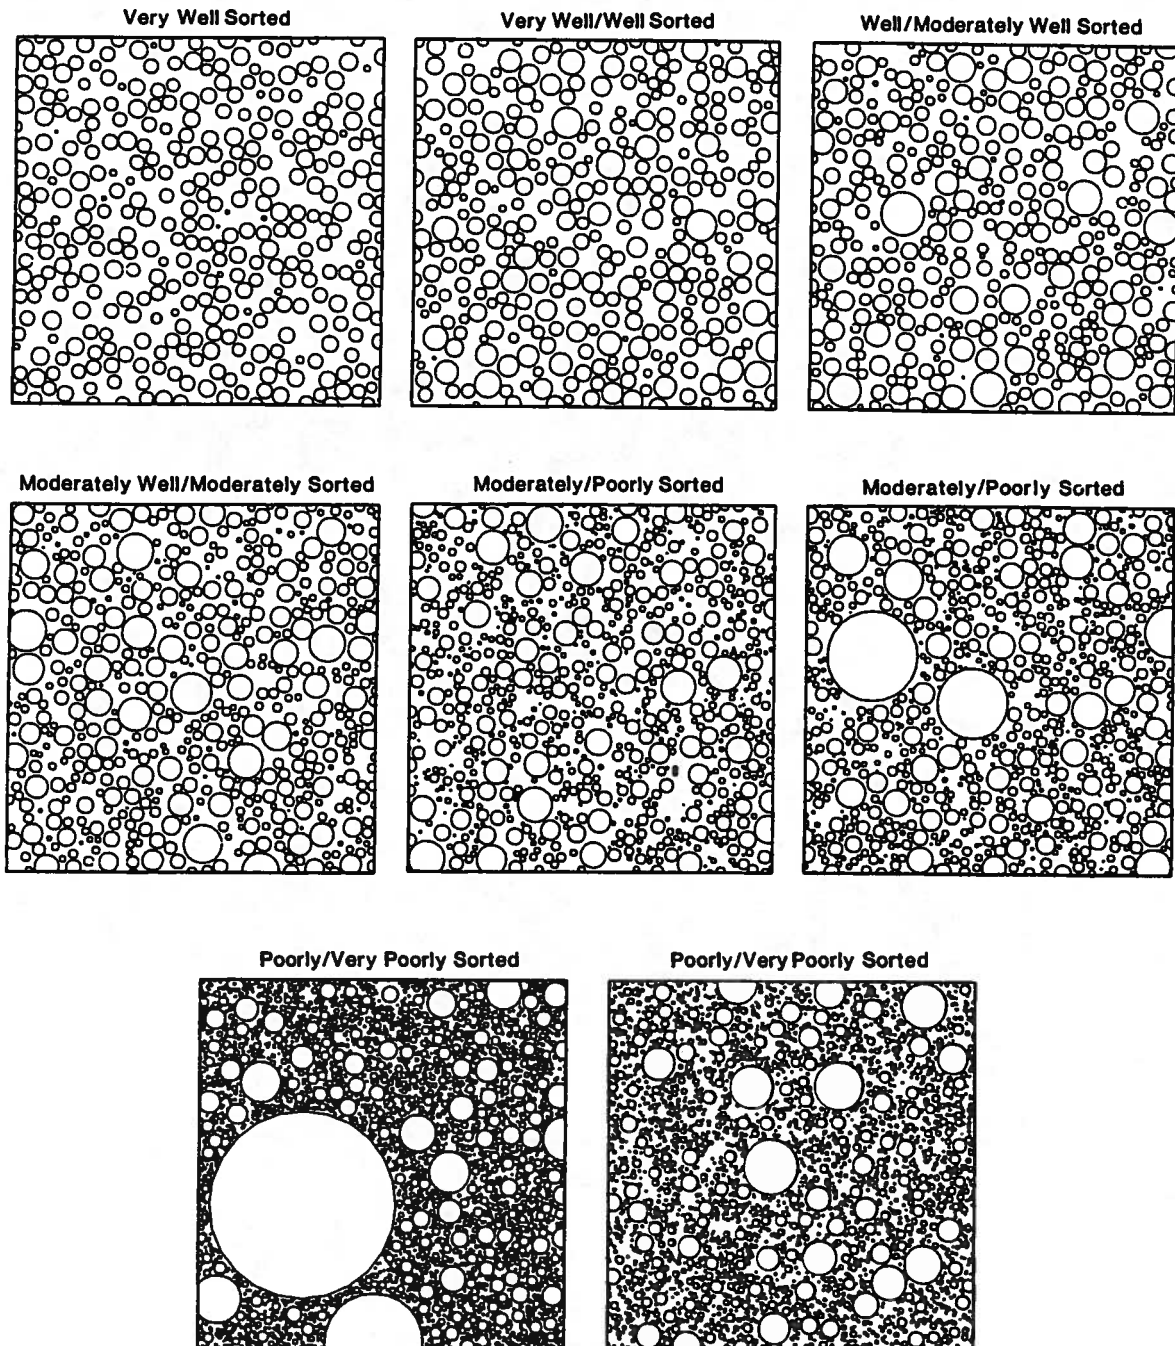 Very Well Sorted
Very Well/Well Sorted
Well/Moderately Well Sorted
Moderately Well/Moderately Sorted
Moderately/Poorly Sorted
Moderately/Poorly Sorted
Poorly/Very Poorly Sorted
Poorly/Very Poorly Sorted